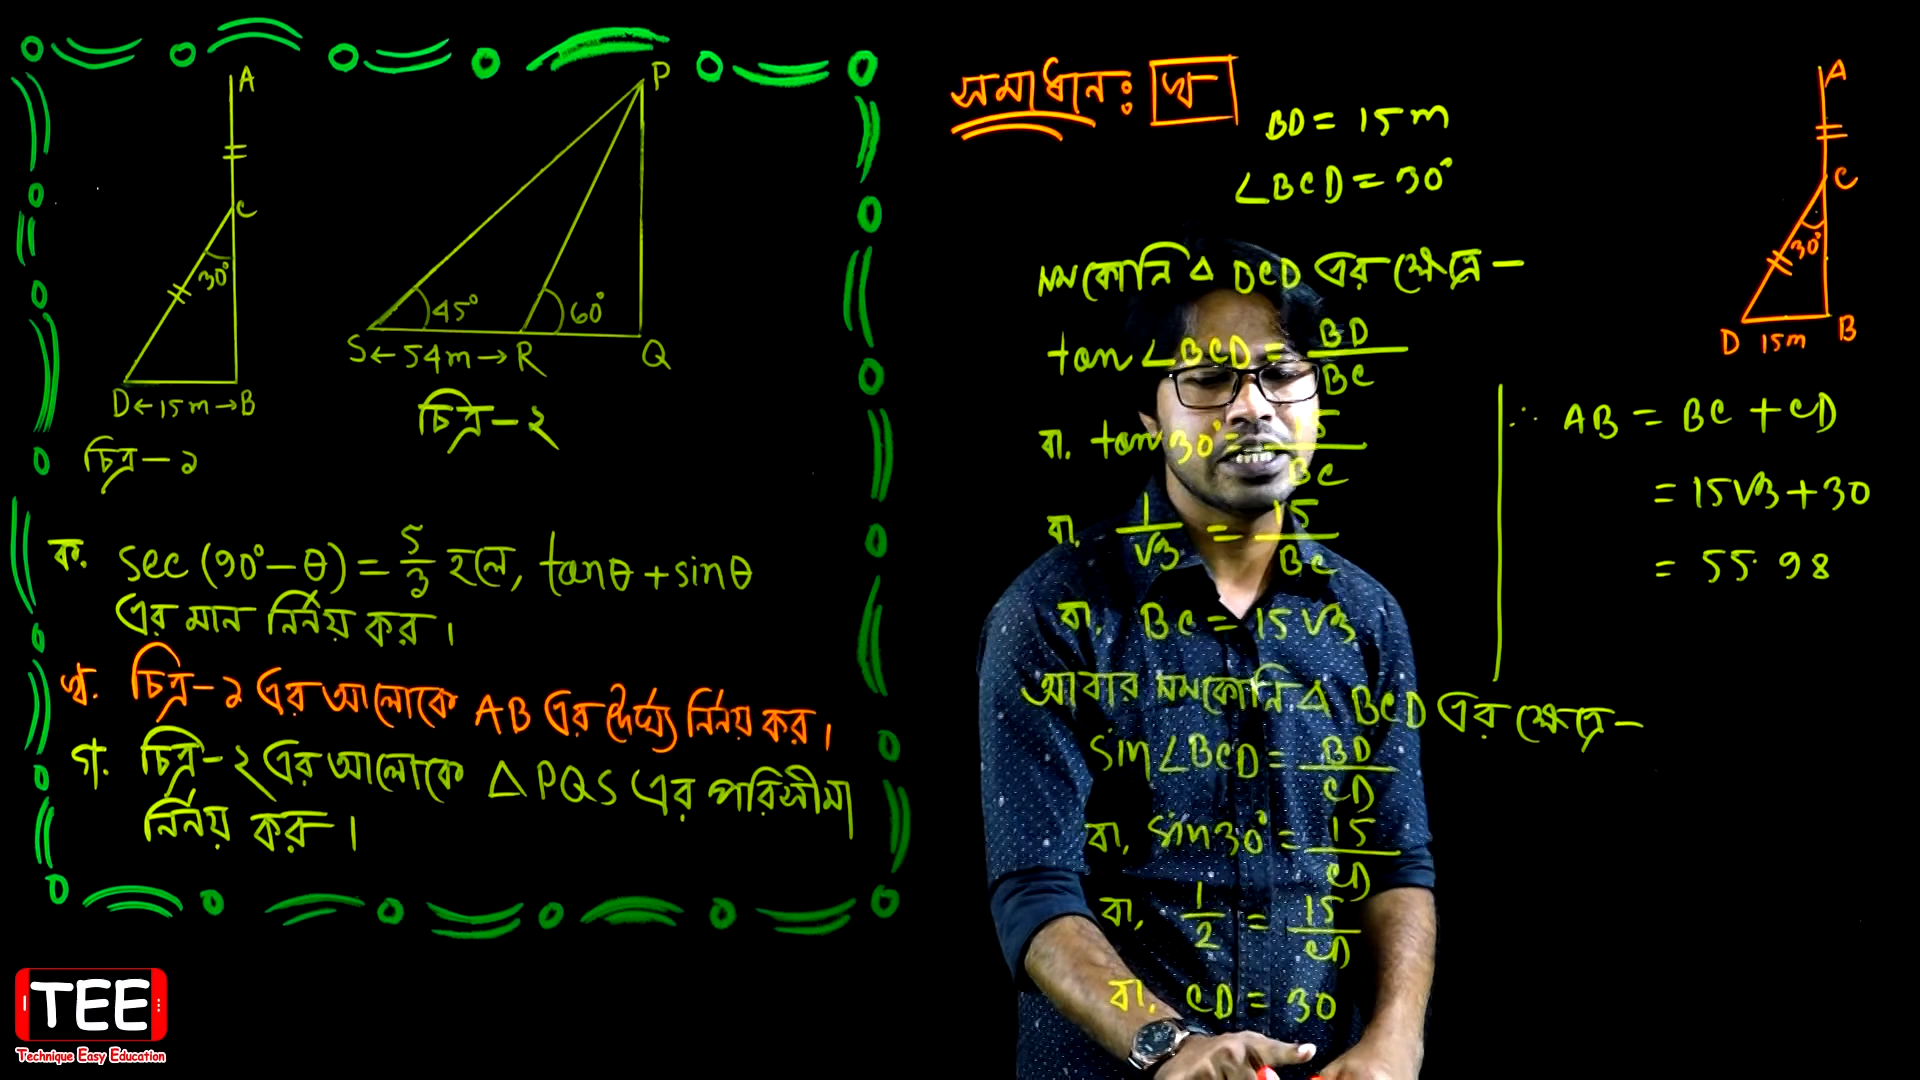 A
C
30°
D←15m→B
চিত্র-১
P
45°
60°
S←54m→R
Q
চিত্র-২
ক. sec(90°-θ)=5/3 হলে, tanθ+sinθ
এর মান নির্নয় কর।
খ. চিত্র-১ এর আলোকে AB এর দৈর্ঘ্য নির্নয় কর।
গ. চিত্র-২ এর আলোকে △PQS এর পরিসীমা
নির্নয় কর।
TEE
Technique Easy Education
সমাধান: খ
BD = 15m
∠BCD = 30°
সমকোনি △ BCD এর ক্ষেত্রে-
tan∠BCD = BD/BC
বা, tan30° = 15/BC
বা, 1/√3 = 15/BC
বা, BC = 15√3
আবার সমকোনি △ BCD এর ক্ষেত্রে-
sin∠BCD = BD/CD
বা, sin30° = 15/CD
বা, 1/2 = 15/CD
বা, CD = 30
A
C
30°
D 15m B
∴ AB = BC + CD
= 15√3 + 30
= 55.98